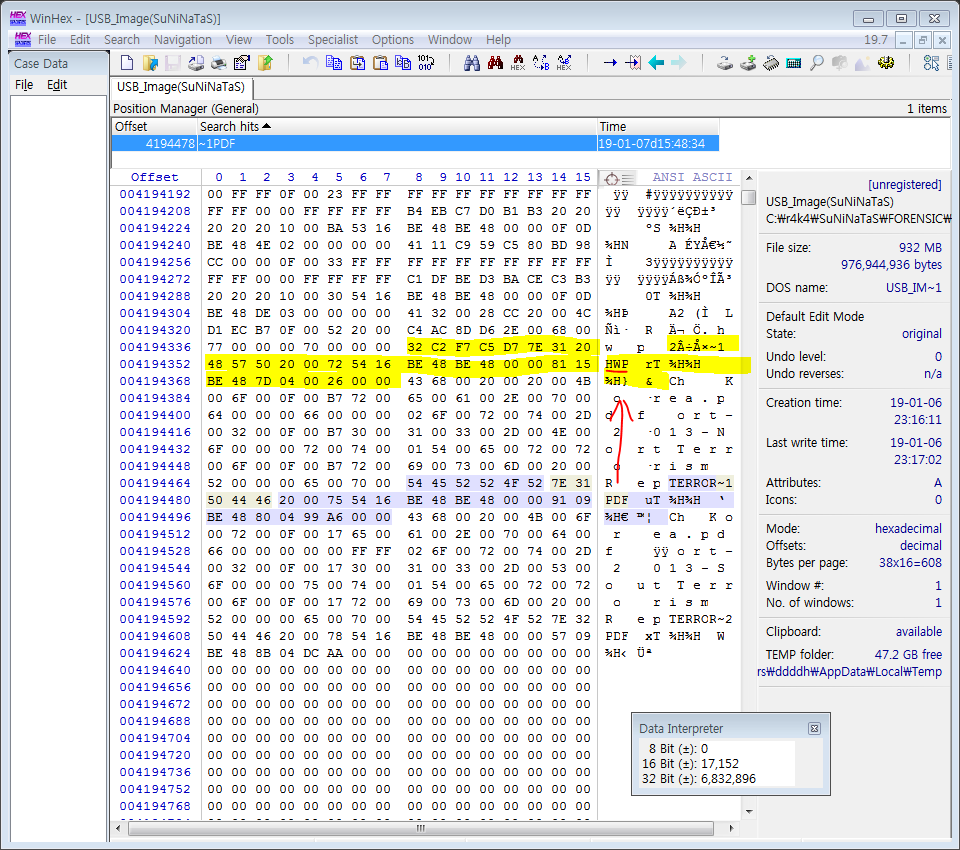 WinHex - [USB_Image(SuNiNaTaS)]
File Edit Search Navigation View Tools Specialist Options Window Help 19.7
Case Data
File Edit
USB_Image(SuNiNaTaS)
Position Manager (General) 1 items
Offset Search hits Time
4194478 ~1PDF 19-01-07d15:48:34
Offset 0 1 2 3 4 5 6 7 8 9 10 11 12 13 14 15 ANSI ASCII
004194192 00 FF FF 0F 00 23 FF FF FF FF FF FF FF FF FF FF ÿÿ #ÿÿÿÿÿÿÿÿÿÿ
004194208 FF FF 00 00 FF FF FF FF B4 EB C7 D0 B1 B3 20 20 ÿÿ ÿÿÿÿ´ëÇÐ±³
004194224 20 20 20 10 00 BA 53 16 BE 48 BE 48 00 00 0F 0D ºS ¾H¾H
004194240 BE 48 4E 02 00 00 00 00 41 11 C9 59 C5 80 BD 98 ¾HN A ÉYÅ€½˜
004194256 CC 00 00 0F 00 33 FF FF FF FF FF FF FF FF FF FF Ì 3ÿÿÿÿÿÿÿÿÿÿ
004194272 FF FF 00 00 FF FF FF FF C1 DF BE D3 BA CE C3 B3 ÿÿ ÿÿÿÿÁß¾ÓºÎÃ³
004194288 20 20 20 10 00 30 54 16 BE 48 BE 48 00 00 0F 0D 0T ¾H¾H
004194304 BE 48 DE 03 00 00 00 00 41 32 00 28 CC 20 00 4C ¾HÞ A2 (Ì L
004194320 D1 EC B7 0F 00 52 20 00 C4 AC 8D D6 2E 00 68 00 Ñì· R Ä¬ Ö. h
004194336 77 00 00 00 70 00 00 00 32 C2 F7 C5 D7 7E 31 20 w p 2Â÷Å×~1
004194352 48 57 50 20 00 72 54 16 BE 48 BE 48 00 00 81 15 HWP rT ¾H¾H
004194368 BE 48 7D 04 00 26 00 00 43 68 00 20 00 20 00 4B ¾H} & Ch K
004194384 00 6F 00 0F 00 B7 72 00 65 00 61 00 2E 00 70 00 o ·r e a . p
004194400 64 00 00 00 66 00 00 00 02 6F 00 72 00 74 00 2D d f o r t -
004194416 00 32 00 0F 00 B7 30 00 31 00 33 00 2D 00 4E 00 2 ·0 1 3 - N
004194432 6F 00 00 00 72 00 74 00 01 54 00 65 00 72 00 72 o r t T e r r
004194448 00 6F 00 0F 00 B7 72 00 69 00 73 00 6D 00 20 00 o ·r i s m
004194464 52 00 00 00 65 00 70 00 54 45 52 52 4F 52 7E 31 R e p TERROR~1
004194480 50 44 46 20 00 75 54 16 BE 48 BE 48 00 00 91 09 PDF uT ¾H¾H ‘
004194496 BE 48 80 04 99 A6 00 00 43 68 00 20 00 4B 00 6F ¾H€ ™¦ Ch K o
004194512 00 72 00 0F 00 17 65 00 61 00 2E 00 70 00 64 00 r e a . p d
004194528 66 00 00 00 00 00 FF FF 02 6F 00 72 00 74 00 2D f ÿÿ o r t -
004194544 00 32 00 0F 00 17 30 00 31 00 33 00 2D 00 53 00 2 0 1 3 - S
004194560 6F 00 00 00 75 00 74 00 01 54 00 65 00 72 00 72 o u t T e r r
004194576 00 6F 00 0F 00 17 72 00 69 00 73 00 6D 00 20 00 o r i s m
004194592 52 00 00 00 65 00 70 00 54 45 52 52 4F 52 7E 32 R e p TERROR~2
004194608 50 44 46 20 00 78 54 16 BE 48 BE 48 00 00 57 09 PDF xT ¾H¾H W
004194624 BE 48 8B 04 DC AA 00 00 00 00 00 00 00 00 00 00 ¾H‹ Üª
004194640 00 00 00 00 00 00 00 00 00 00 00 00 00 00 00 00
004194656 00 00 00 00 00 00 00 00 00 00 00 00 00 00 00 00
004194672 00 00 00 00 00 00 00 00 00 00 00 00 00 00 00 00
004194688 00 00 00 00 00 00 00 00 00 00 00 00 00 00 00 00
004194704 00 00 00 00 00 00 00 00 00 00 00 00 00 00 00 00
004194720 00 00 00 00 00 00 00 00 00 00 00 00 00 00 00 00
004194736 00 00 00 00 00 00 00 00 00 00 00 00 00 00 00 00
004194752 00 00 00 00 00 00 00 00 00 00 00 00 00 00 00 00
004194768 00 00 00 00 00 00 00 00 00 00 00 00 00 00 00 00
[unregistered]
USB_Image(SuNiNaTaS)
C:₩r4k4₩SuNiNaTaS₩FORENSIC₩
File size: 932 MB
976,944,936 bytes
DOS name: USB_IM~1
Default Edit Mode
State: original
Undo level: 0
Undo reverses: n/a
Creation time: 19-01-06
23:16:11
Last write time: 19-01-06
23:17:02
Attributes: A
Icons: 0
Mode: hexadecimal
Offsets: decimal
Bytes per page: 38x16=608
Window #: 1
No. of windows: 1
Clipboard: available
TEMP folder: 47.2 GB free
rs₩ddddh₩AppData₩Local₩Temp
Data Interpreter
8 Bit (±): 0
16 Bit (±): 17,152
32 Bit (±): 6,832,896